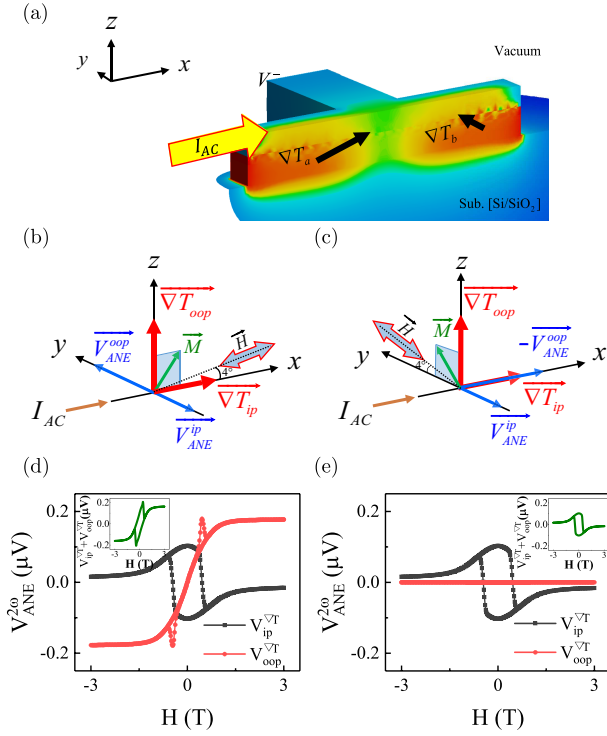 (a)
z
y
x
Vacuum
V⁻
I_AC
∇T_a
∇T_b
Sub. [Si/SiO₂]
(b)
z
∇T_oop
y
V_ANE^oop
M
H
x
4°
∇T_ip
I_AC
V_ANE^ip
(c)
z
∇T_oop
H
M
y
4°
-V_ANE^oop
x
∇T_ip
I_AC
V_ANE^ip
(d)
V_ANE^2ω (μV)
0.2
0.0
-0.2
V_ip^∇T+V_oop^∇T(μV)
0.2
0.0
-0.2
-3 0 3
H (T)
V_ip^∇T
V_oop^∇T
-3 0 3
H (T)
(e)
V_ANE^2ω (μV)
0.2
0.0
-0.2
V_ip^∇T+V_oop^∇T(μV)
0.2
0.0
-0.2
-3 0 3
H (T)
V_ip^∇T
V_oop^∇T
-3 0 3
H (T)